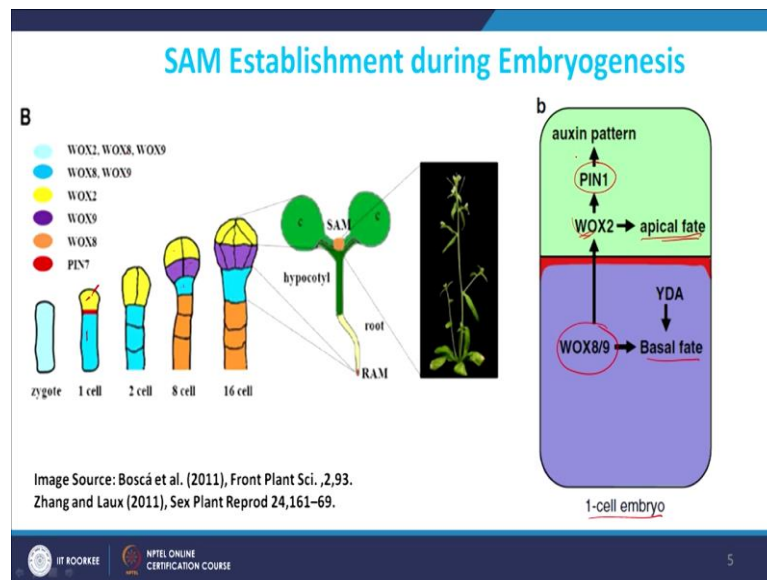 SAM Establishment during Embryogenesis
B
WOX2, WOX8, WOX9
WOX8, WOX9
WOX2
WOX9
WOX8
PIN7
zygote
1 cell
2 cell
8 cell
16 cell
C
SAM
C
hypocotyl
root
RAM
b
auxin pattern
PIN1
WOX2 apical fate
YDA
WOX8/9 Basal fate
1-cell embryo
Image Source: Boscá et al. (2011), Front Plant Sci. ,2,93.
Zhang and Laux (2011), Sex Plant Reprod 24,161–69.
IIT ROORKEE
NPTEL ONLINE
CERTIFICATION COURSE
5